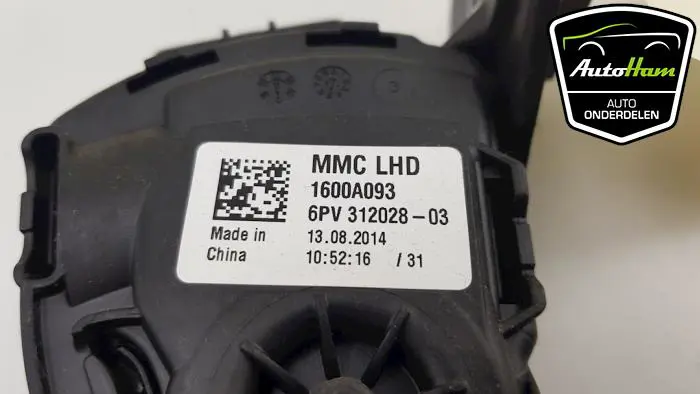 AutoHam
AUTO
ONDERDELEN
MMC LHD
1600A093
6PV 312028-03
Made in 13.08.2014
China 10:52:16 /31